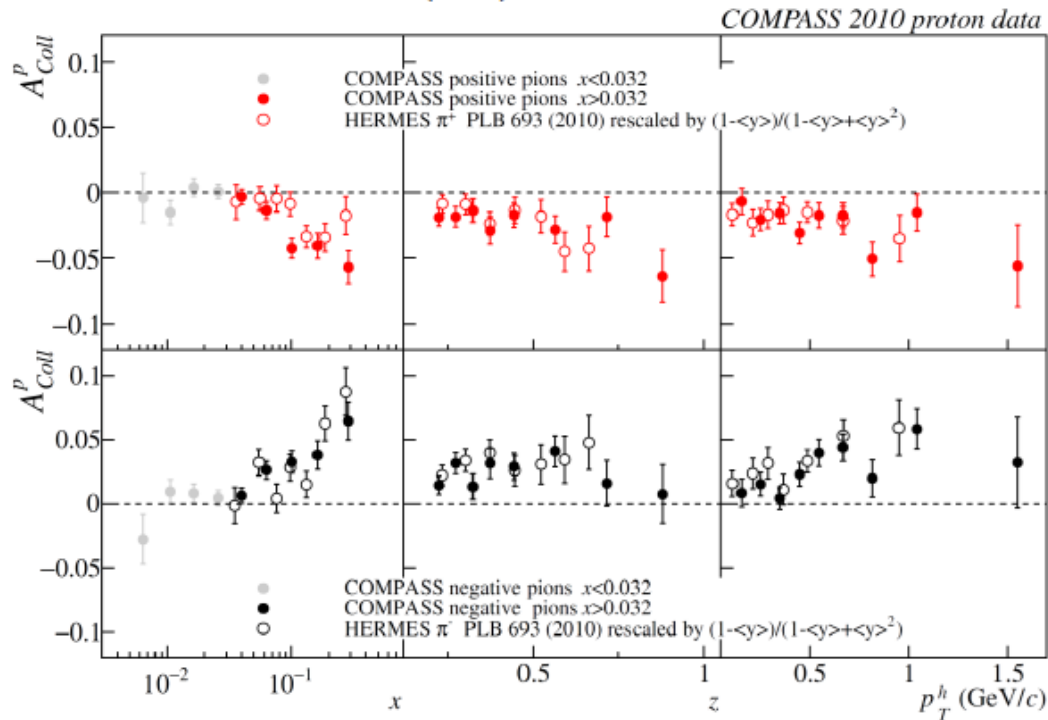 COMPASS 2010 proton data
A^p_Coll
0.1
0.05
0
−0.05
−0.1
COMPASS positive pions x<0.032
COMPASS positive pions x>0.032
HERMES π⁺ PLB 693 (2010) rescaled by (1-<y>)/(1-<y>+<y>²)
A^p_Coll
0.1
0.05
0
−0.05
−0.1
COMPASS negative pions x<0.032
COMPASS negative pions x>0.032
HERMES π⁻ PLB 693 (2010) rescaled by (1-<y>)/(1-<y>+<y>²)
10⁻² 10⁻¹ 0.5 1 0.5 1 1.5
x z p_T^h (GeV/c)